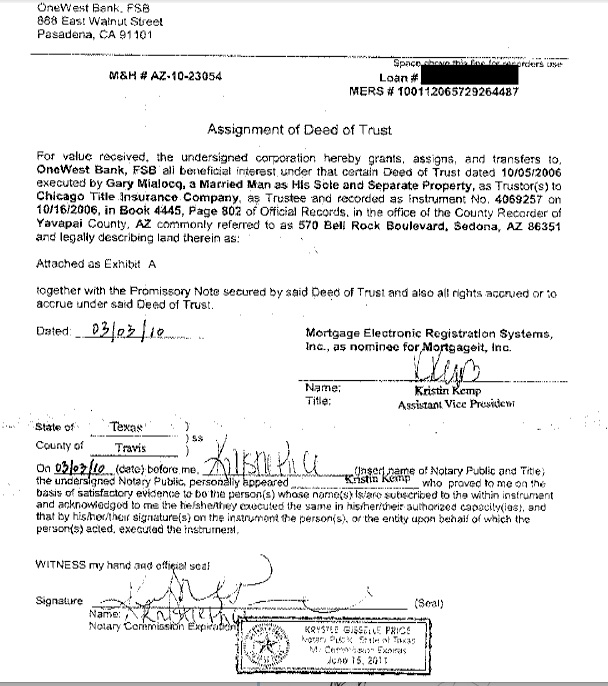 OneWest Bank, FSB
888 East Walnut Street
Pasadena, CA 91101
Space above this line for recorders use
M&H # AZ-10-23054
Loan #
MERS # 100112065729264487
Assignment of Deed of Trust
For value received, the undersigned corporation hereby grants, assigns, and transfers to,
OneWest Bank, FSB all beneficial interest under that certain Deed of Trust dated 10/05/2006
executed by Gary Mialocq, a Married Man as His Sole and Separate Property, as Trustor(s) to
Chicago Title Insurance Company, as Trustee and recorded as instrument No. 4069257 on
10/16/2006, in Book 4445, Page 802 of Official Records, in the office of the County Recorder of
Yavapai County, AZ commonly referred to as 570 Bell Rock Boulevard, Sedona, AZ 86351
and legally describing land therein as:
Attached as Exhibit A
together with the Promissory Note secured by said Deed of Trust and also all rights accrued or to
accrue under said Deed of Trust.
Dated: 03/03/10
Mortgage Electronic Registration Systems,
Inc., as nominee for Mortgageit, Inc.
Name: Kristin Kemp
Title: Assistant Vice President
State of Texas )
) ss
County of Travis )
On 03/03/10 (date) before me, (Insert name of Notary Public and Title)
the undersigned Notary Public, personally appeared Kristin Kemp who proved to me on the
basis of satisfactory evidence to be the person(s) whose name(s) is/are subscribed to the within instrument
and acknowledged to me the he/she/they executed the same in his/her/their authorized capacity(ies), and
that by his/her/their signature(s) on the instrument the person(s), or the entity upon behalf of which the
person(s) acted, executed the instrument.
WITNESS my hand and official seal
Signature (Seal)
Name:
Notary Commission Expiration
KRYSTLE GISSELLE PRICE
Notary Public, State of Texas
My Commission Expires
June 15, 2011